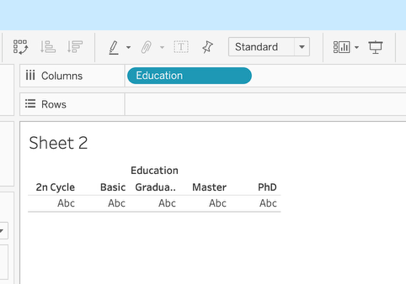 Standard
Columns
Education
Rows
Sheet 2
Education
2n Cycle Basic Gradua.. Master PhD
Abc Abc Abc Abc Abc